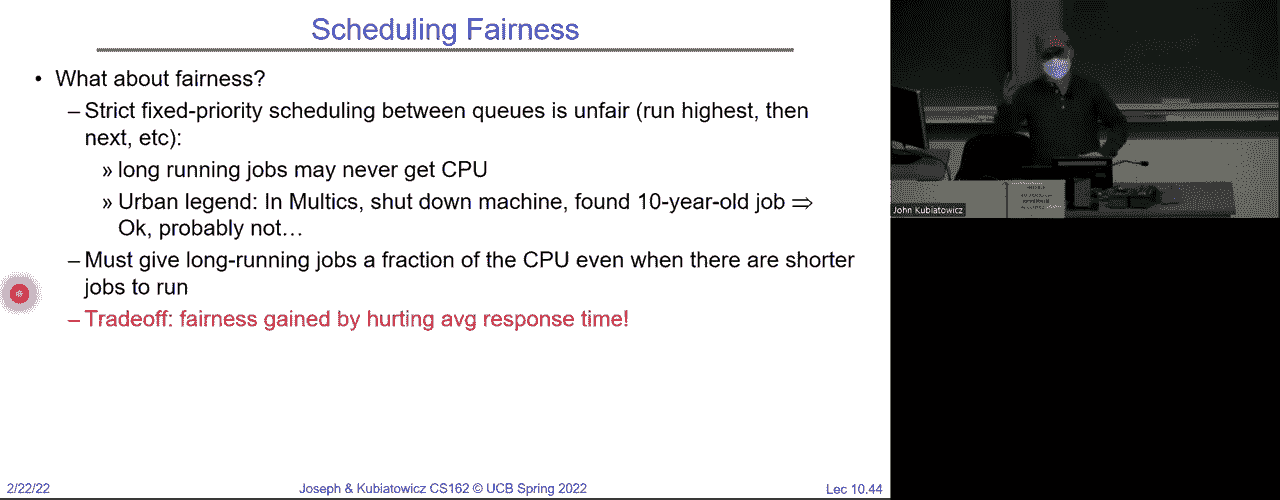 Scheduling Fairness
• What about fairness?
– Strict fixed-priority scheduling between queues is unfair (run highest, then
next, etc):
» long running jobs may never get CPU
» Urban legend: In Multics, shut down machine, found 10-year-old job ⇒
Ok, probably not…
– Must give long-running jobs a fraction of the CPU even when there are shorter
jobs to run
– Tradeoff: fairness gained by hurting avg response time!
2/22/22
Joseph & Kubiatowicz CS162 © UCB Spring 2022
Lec 10.44
John Kubiatowicz